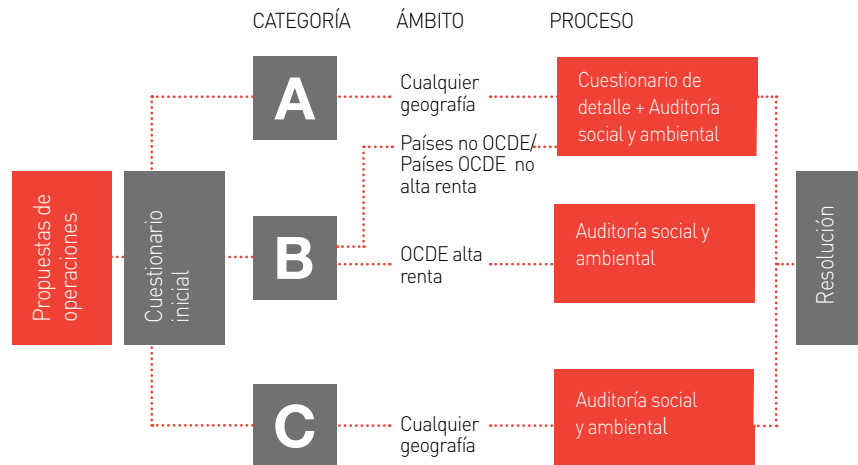 CATEGORÍA
ÁMBITO
PROCESO
Propuestas de
operaciones
Cuestionario
inicial
A
Cualquier
geografía
Cuestionario de
detalle + Auditoría
social y ambiental
B
Países no OCDE/
Países OCDE no
alta renta
OCDE alta
renta
Auditoría social y
ambiental
C
Cualquier
geografía
Auditoría social
y ambiental
Resolución